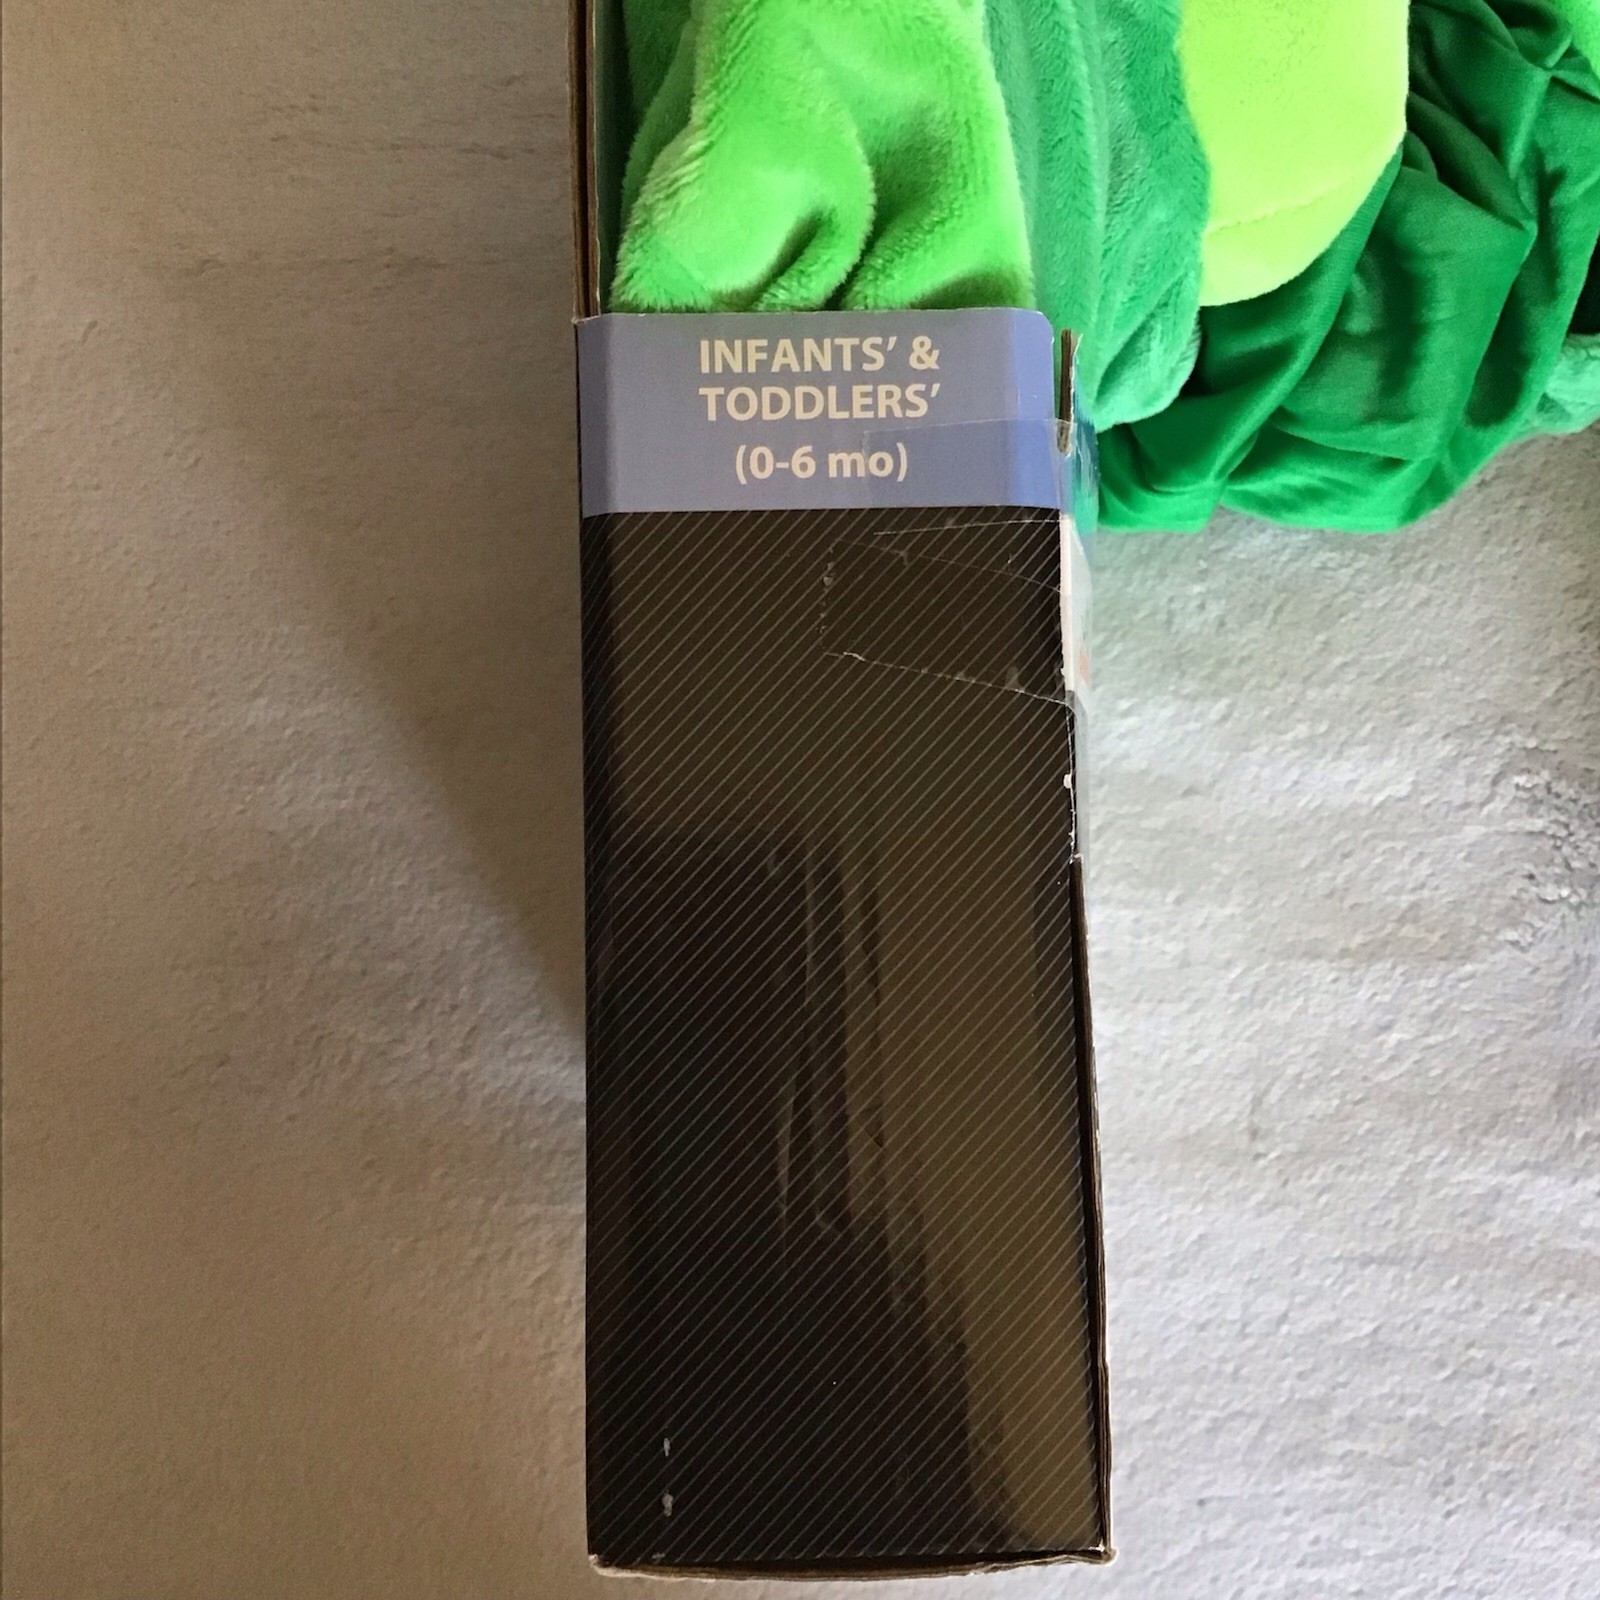 INFANTS’ &
TODDLERS’
(0-6 mo)